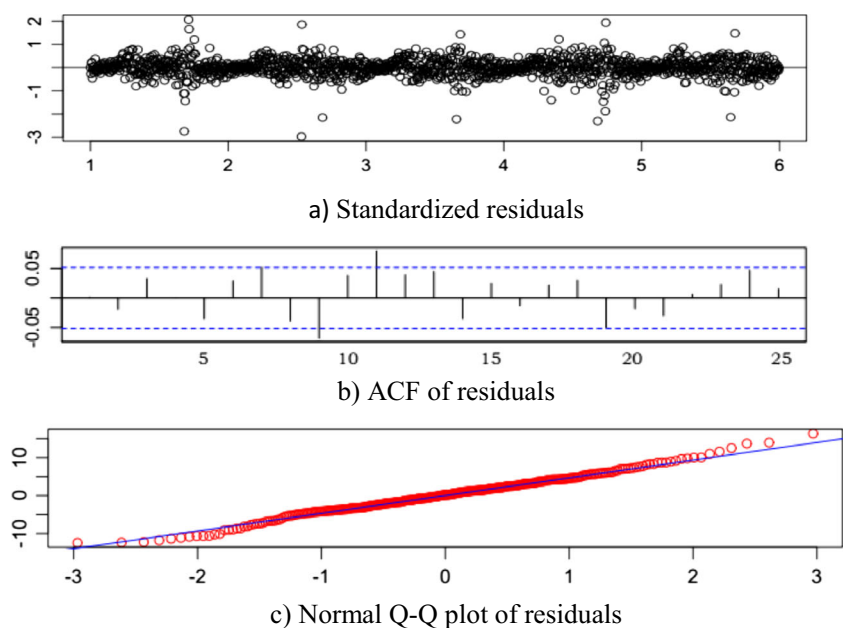 2
1
-1
-3
1 2 3 4 5 6
a) Standardized residuals
0.05
-0.05
5 10 15 20 25
b) ACF of residuals
10
0
-10
-3 -2 -1 0 1 2 3
c) Normal Q-Q plot of residuals